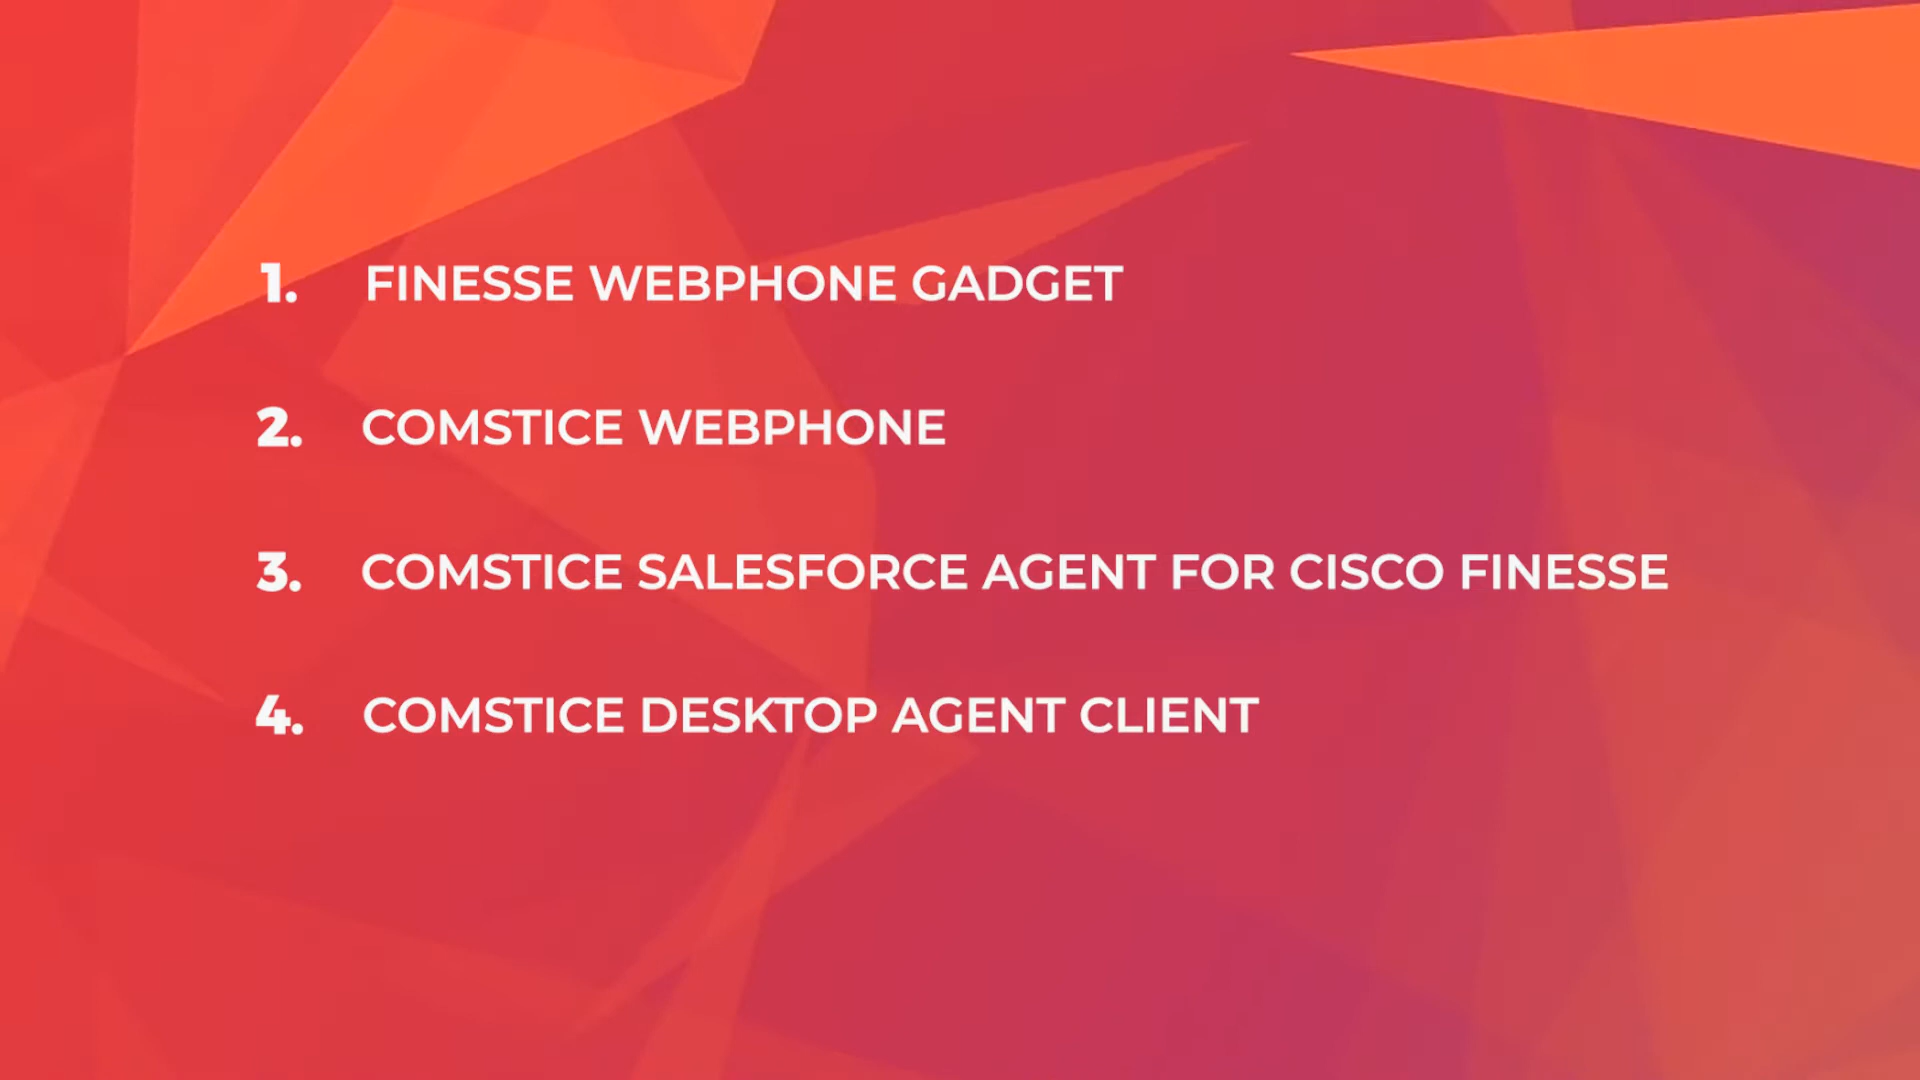 1. FINESSE WEBPHONE GADGET
2. COMSTICE WEBPHONE
3. COMSTICE SALESFORCE AGENT FOR CISCO FINESSE
4. COMSTICE DESKTOP AGENT CLIENT